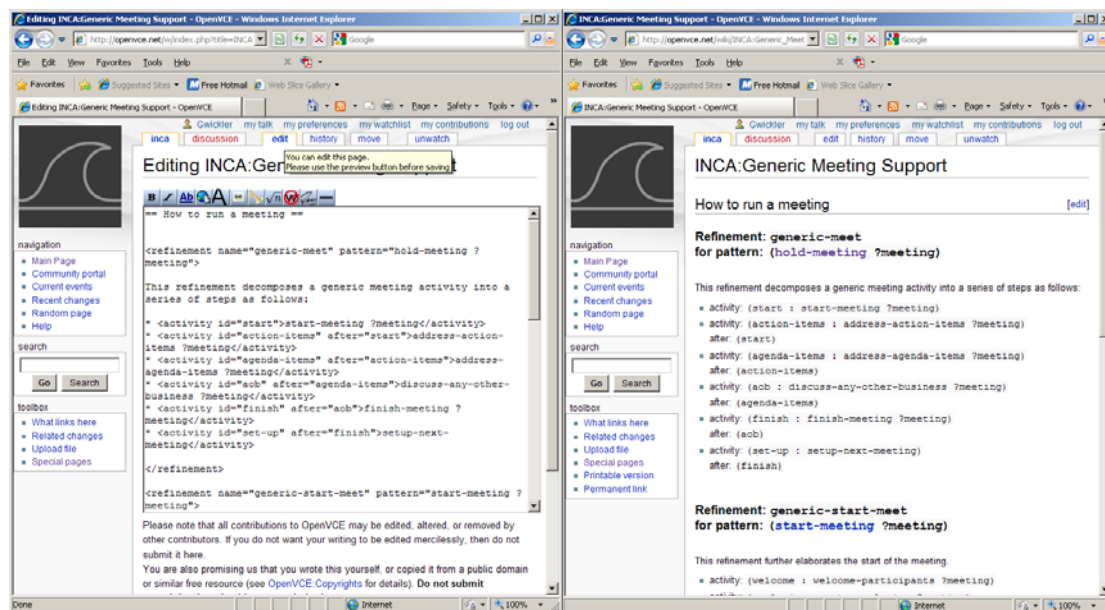 Editing INCA:Generic Meeting Support - OpenVCE - Windows Internet Explorer
http://openvce.net/w/index.php?title=INCA
Google
File Edit View Favorites Tools Help
Favorites Suggested Sites Free Hotmail Web Slice Gallery
Editing INCA:Generic Meeting Support - OpenVCE
Page Safety Tools
Gwickler my talk my preferences my watchlist my contributions log out
inca discussion edit history move unwatch
You can edit this page.
Please use the preview button before saving
Editing INCA:Gen upport
B I Ab A √n W
navigation
Main Page
Community portal
Current events
Recent changes
Random page
Help
search
Go Search
toolbox
What links here
Related changes
Upload file
Special pages
== How to run a meeting ==
<refinement name="generic-meet" pattern="hold-meeting ?
meeting">
This refinement decomposes a generic meeting activity into a
series of steps as follows:
* <activity id="start">start-meeting ?meeting</activity>
* <activity id="action-items" after="start">address-action-
items ?meeting</activity>
* <activity id="agenda-items" after="action-items">address-
agenda-items ?meeting</activity>
* <activity id="aob" after="agenda-items">discuss-any-other-
business ?meeting</activity>
* <activity id="finish" after="aob">finish-meeting ?
meeting</activity>
* <activity id="set-up" after="finish">setup-next-
meeting</activity>
</refinement>
<refinement name="generic-start-meet" pattern="start-meeting ?
meeting">
Please note that all contributions to OpenVCE may be edited, altered, or removed by
other contributors. If you do not want your writing to be edited mercilessly, then do not
submit it here.
You are also promising us that you wrote this yourself, or copied it from a public domain
or similar free resource (see OpenVCE:Copyrights for details). Do not submit
Done Internet 100%
INCA:Generic Meeting Support - OpenVCE - Windows Internet Explorer
http://openvce.net/wiki/INCA:Generic_Meet
Google
File Edit View Favorites Tools Help
Favorites Suggested Sites Free Hotmail Web Slice Gallery
INCA:Generic Meeting Support - OpenVCE
Page Safety Tools
Gwickler my talk my preferences my watchlist my contributions log out
inca discussion edit history move unwatch
INCA:Generic Meeting Support
navigation
Main Page
Community portal
Current events
Recent changes
Random page
Help
search
Go Search
toolbox
What links here
Related changes
Upload file
Special pages
Printable version
Permanent link
How to run a meeting [edit]
Refinement: generic-meet
for pattern: (hold-meeting ?meeting)
This refinement decomposes a generic meeting activity into a series of steps as follows:
activity: (start : start-meeting ?meeting)
activity: (action-items : address-action-items ?meeting)
after: (start)
activity: (agenda-items : address-agenda-items ?meeting)
after: (action-items)
activity: (aob : discuss-any-other-business ?meeting)
after: (agenda-items)
activity: (finish : finish-meeting ?meeting)
after: (aob)
activity: (set-up : setup-next-meeting)
after: (finish)
Refinement: generic-start-meet
for pattern: (start-meeting ?meeting)
This refinement further elaborates the start of the meeting.
activity: (welcome : welcome-participants ?meeting)
Internet 100%